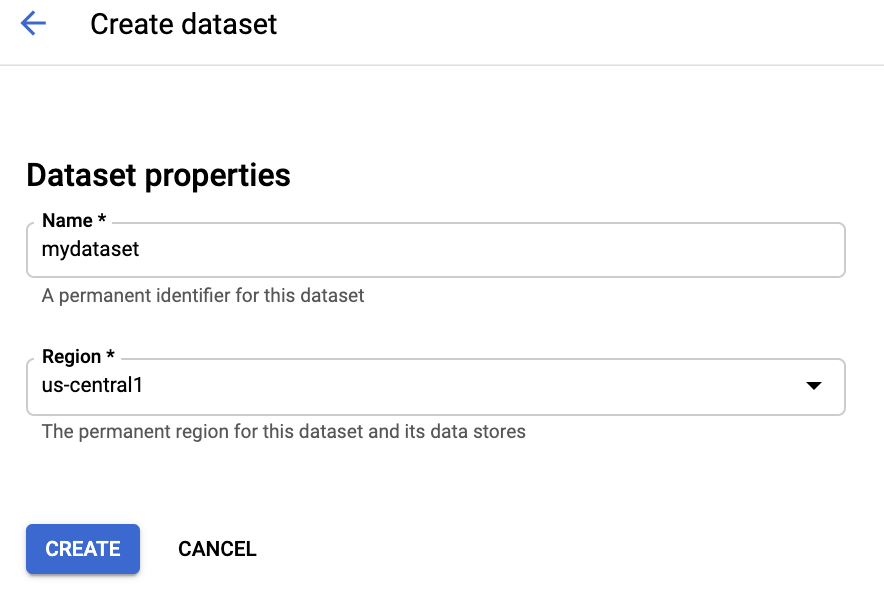 Create dataset
Dataset properties
Name *
mydataset
A permanent identifier for this dataset
Region *
us-central1
The permanent region for this dataset and its data stores
CREATE CANCEL